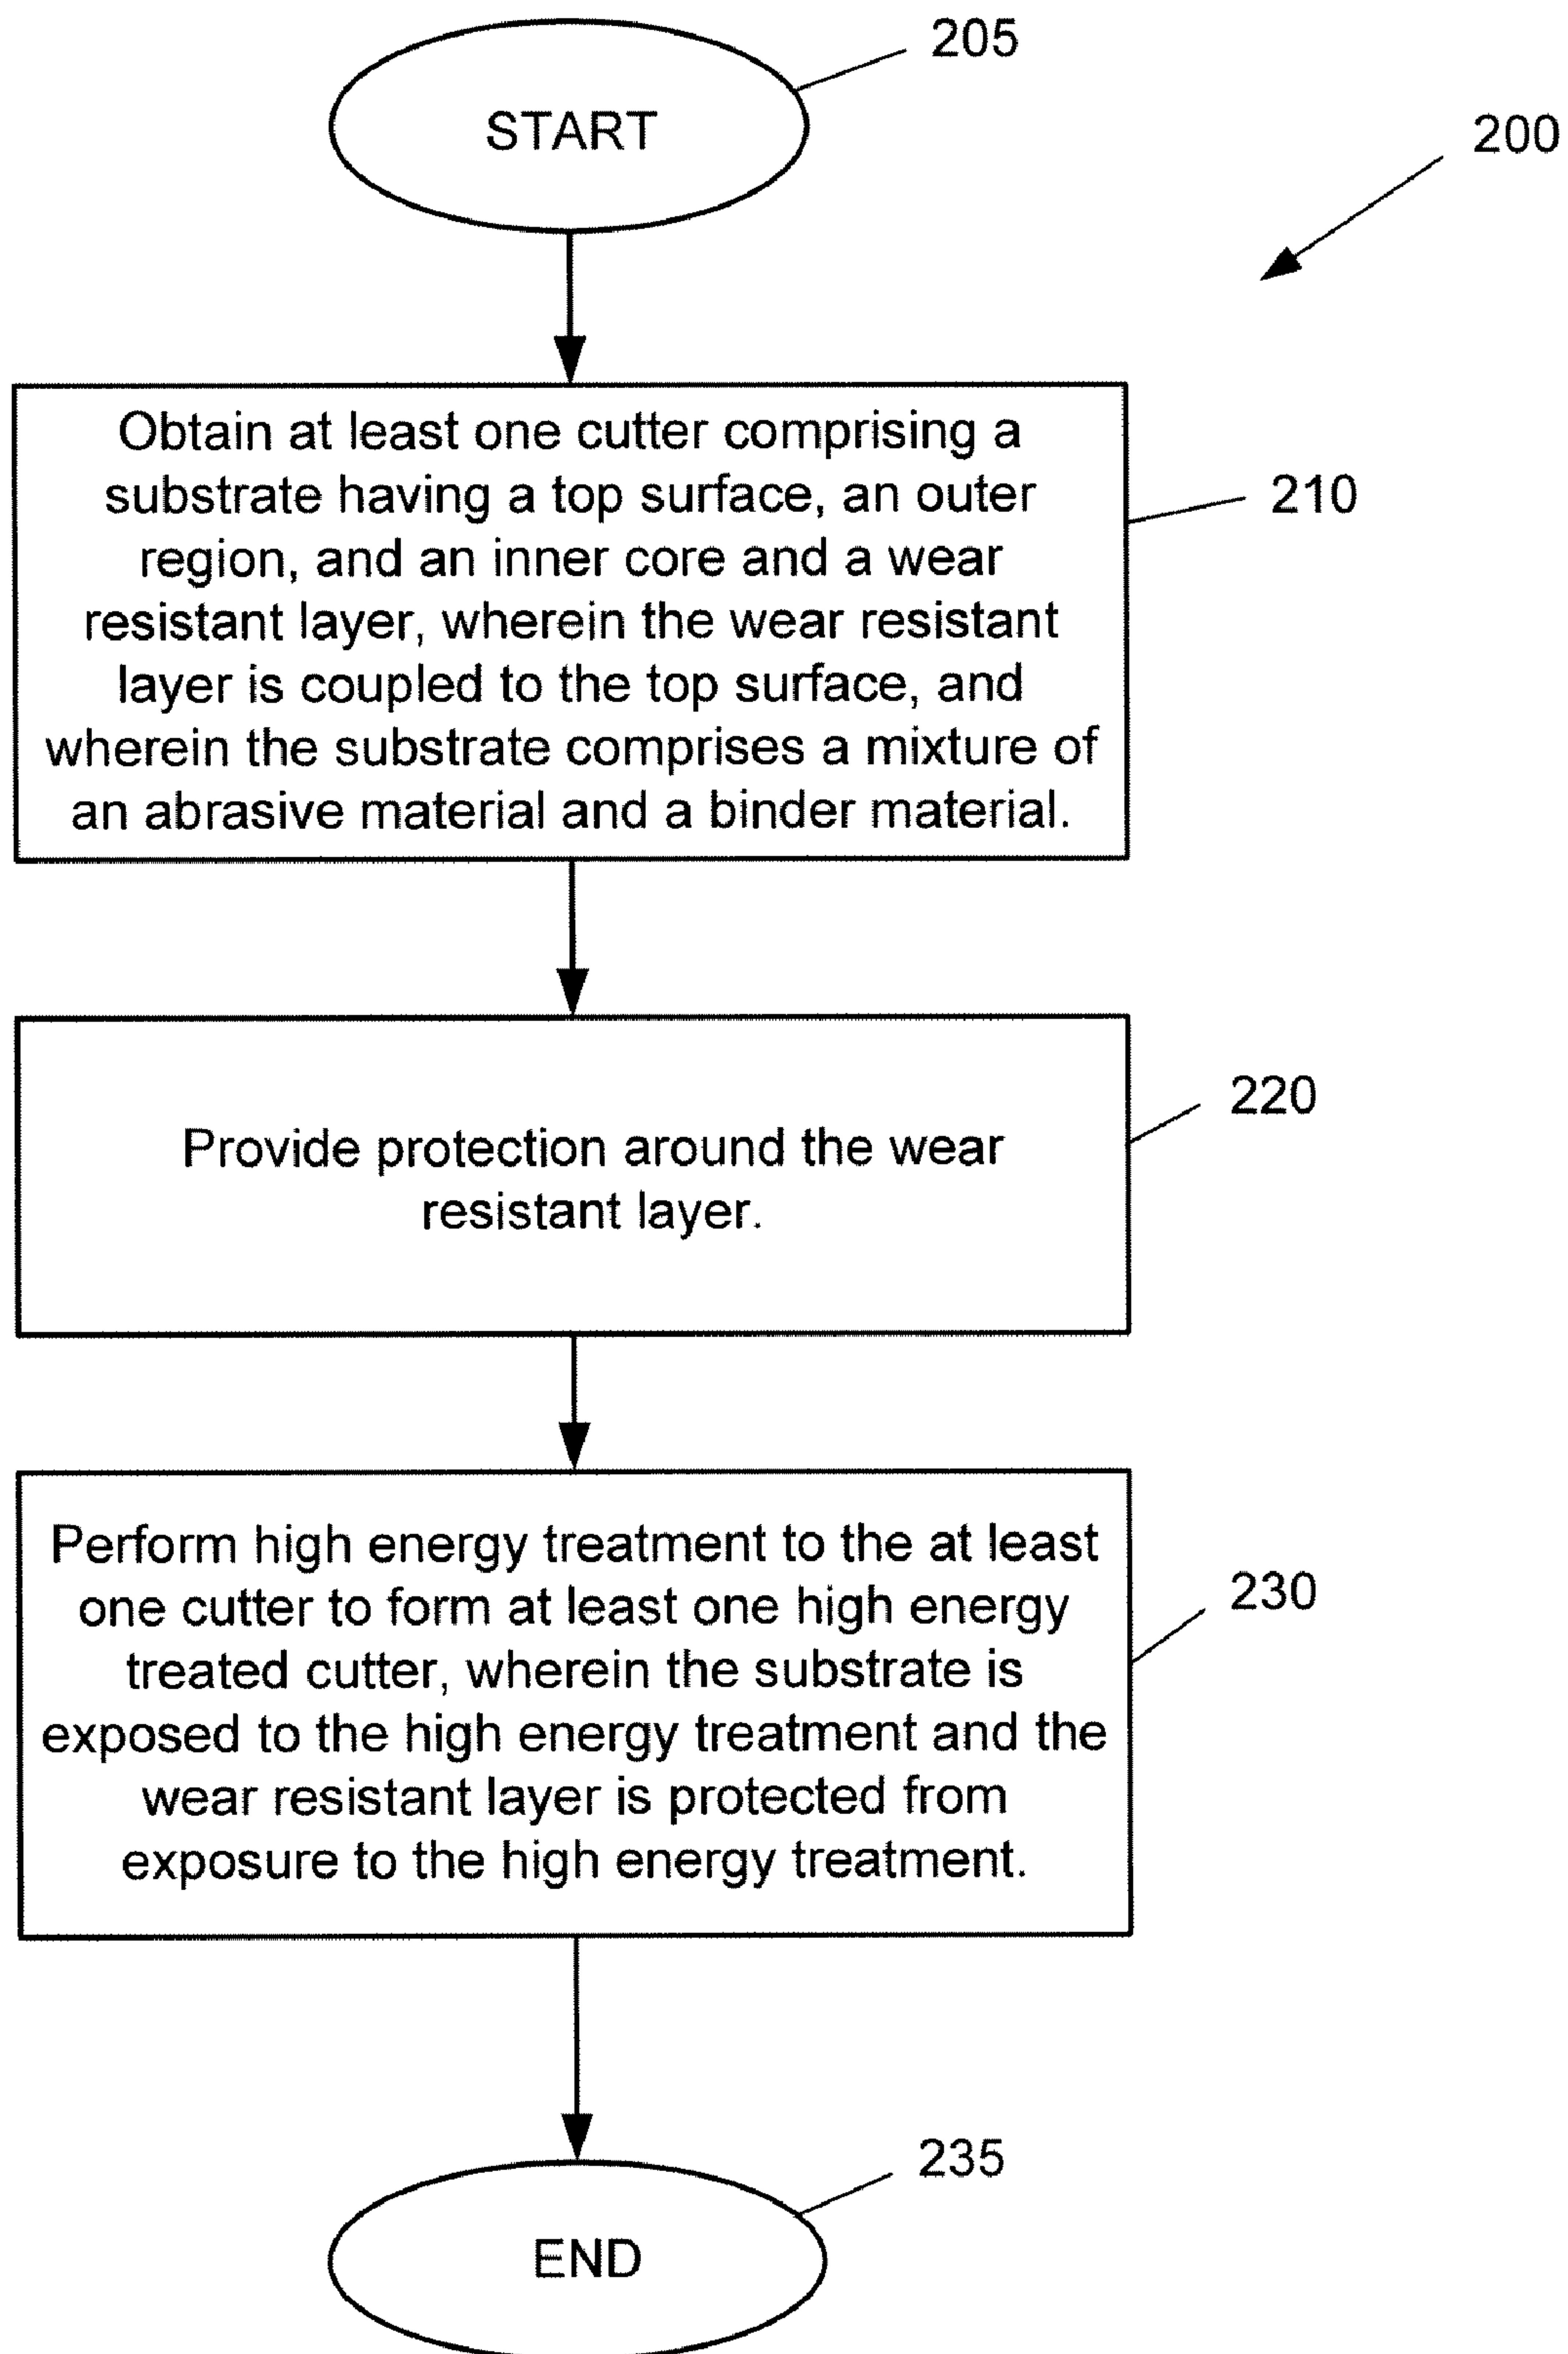 205
START
200
Obtain at least one cutter comprising a
substrate having a top surface, an outer
region, and an inner core and a wear
resistant layer, wherein the wear resistant
layer is coupled to the top surface, and
wherein the substrate comprises a mixture of
an abrasive material and a binder material.
210
Provide protection around the wear
resistant layer.
220
Perform high energy treatment to the at least
one cutter to form at least one high energy
treated cutter, wherein the substrate is
exposed to the high energy treatment and the
wear resistant layer is protected from
exposure to the high energy treatment.
230
235
END